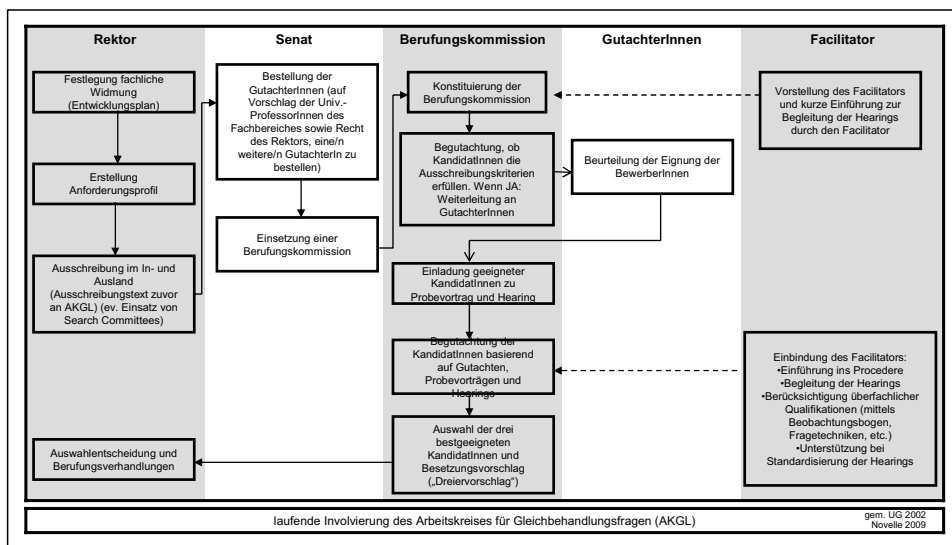 Rektor
Senat
Berufungskommission
GutachterInnen
Facilitator
Festlegung fachliche
Widmung
(Entwicklungsplan)
Erstellung
Anforderungsprofil
Ausschreibung im In- und
Ausland
(Ausschreibungstext zuvor
an AKGL) (ev. Einsatz von
Search Committees)
Auswahlentscheidung und
Berufungsverhandlungen
Bestellung der
GutachterInnen (auf
Vorschlag der Univ.-
ProfessorInnen des
Fachbereiches sowie Recht
des Rektors, eine/n
weitere/n GutachterIn zu
bestellen)
Einsetzung einer
Berufungskommission
Konstituierung der
Berufungskommission
Begutachtung, ob
KandidatInnen die
Ausschreibungskriterien
erfüllen. Wenn JA:
Weiterleitung an
GutachterInnen
Einladung geeigneter
KandidatInnen zu
Probevortrag und Hearing
Begutachtung der
KandidatInnen basierend
auf Gutachten,
Probevorträgen und
Hearings
Auswahl der drei
bestgeeigneten
KandidatInnen und
Besetzungsvorschlag
(„Dreiervorschlag“)
Beurteilung der Eignung der
BewerberInnen
Vorstellung des Facilitators
und kurze Einführung zur
Begleitung der Hearings
durch den Facilitator
Einbindung des Facilitators:
•Einführung ins Procedere
•Begleitung der Hearings
•Berücksichtigung überfachlicher
Qualifikationen (mittels
Beobachtungsbogen,
Fragetechniken, etc.)
•Unterstützung bei
Standardisierung der Hearings
laufende Involvierung des Arbeitskreises für Gleichbehandlungsfragen (AKGL)
gem. UG 2002
Novelle 2009